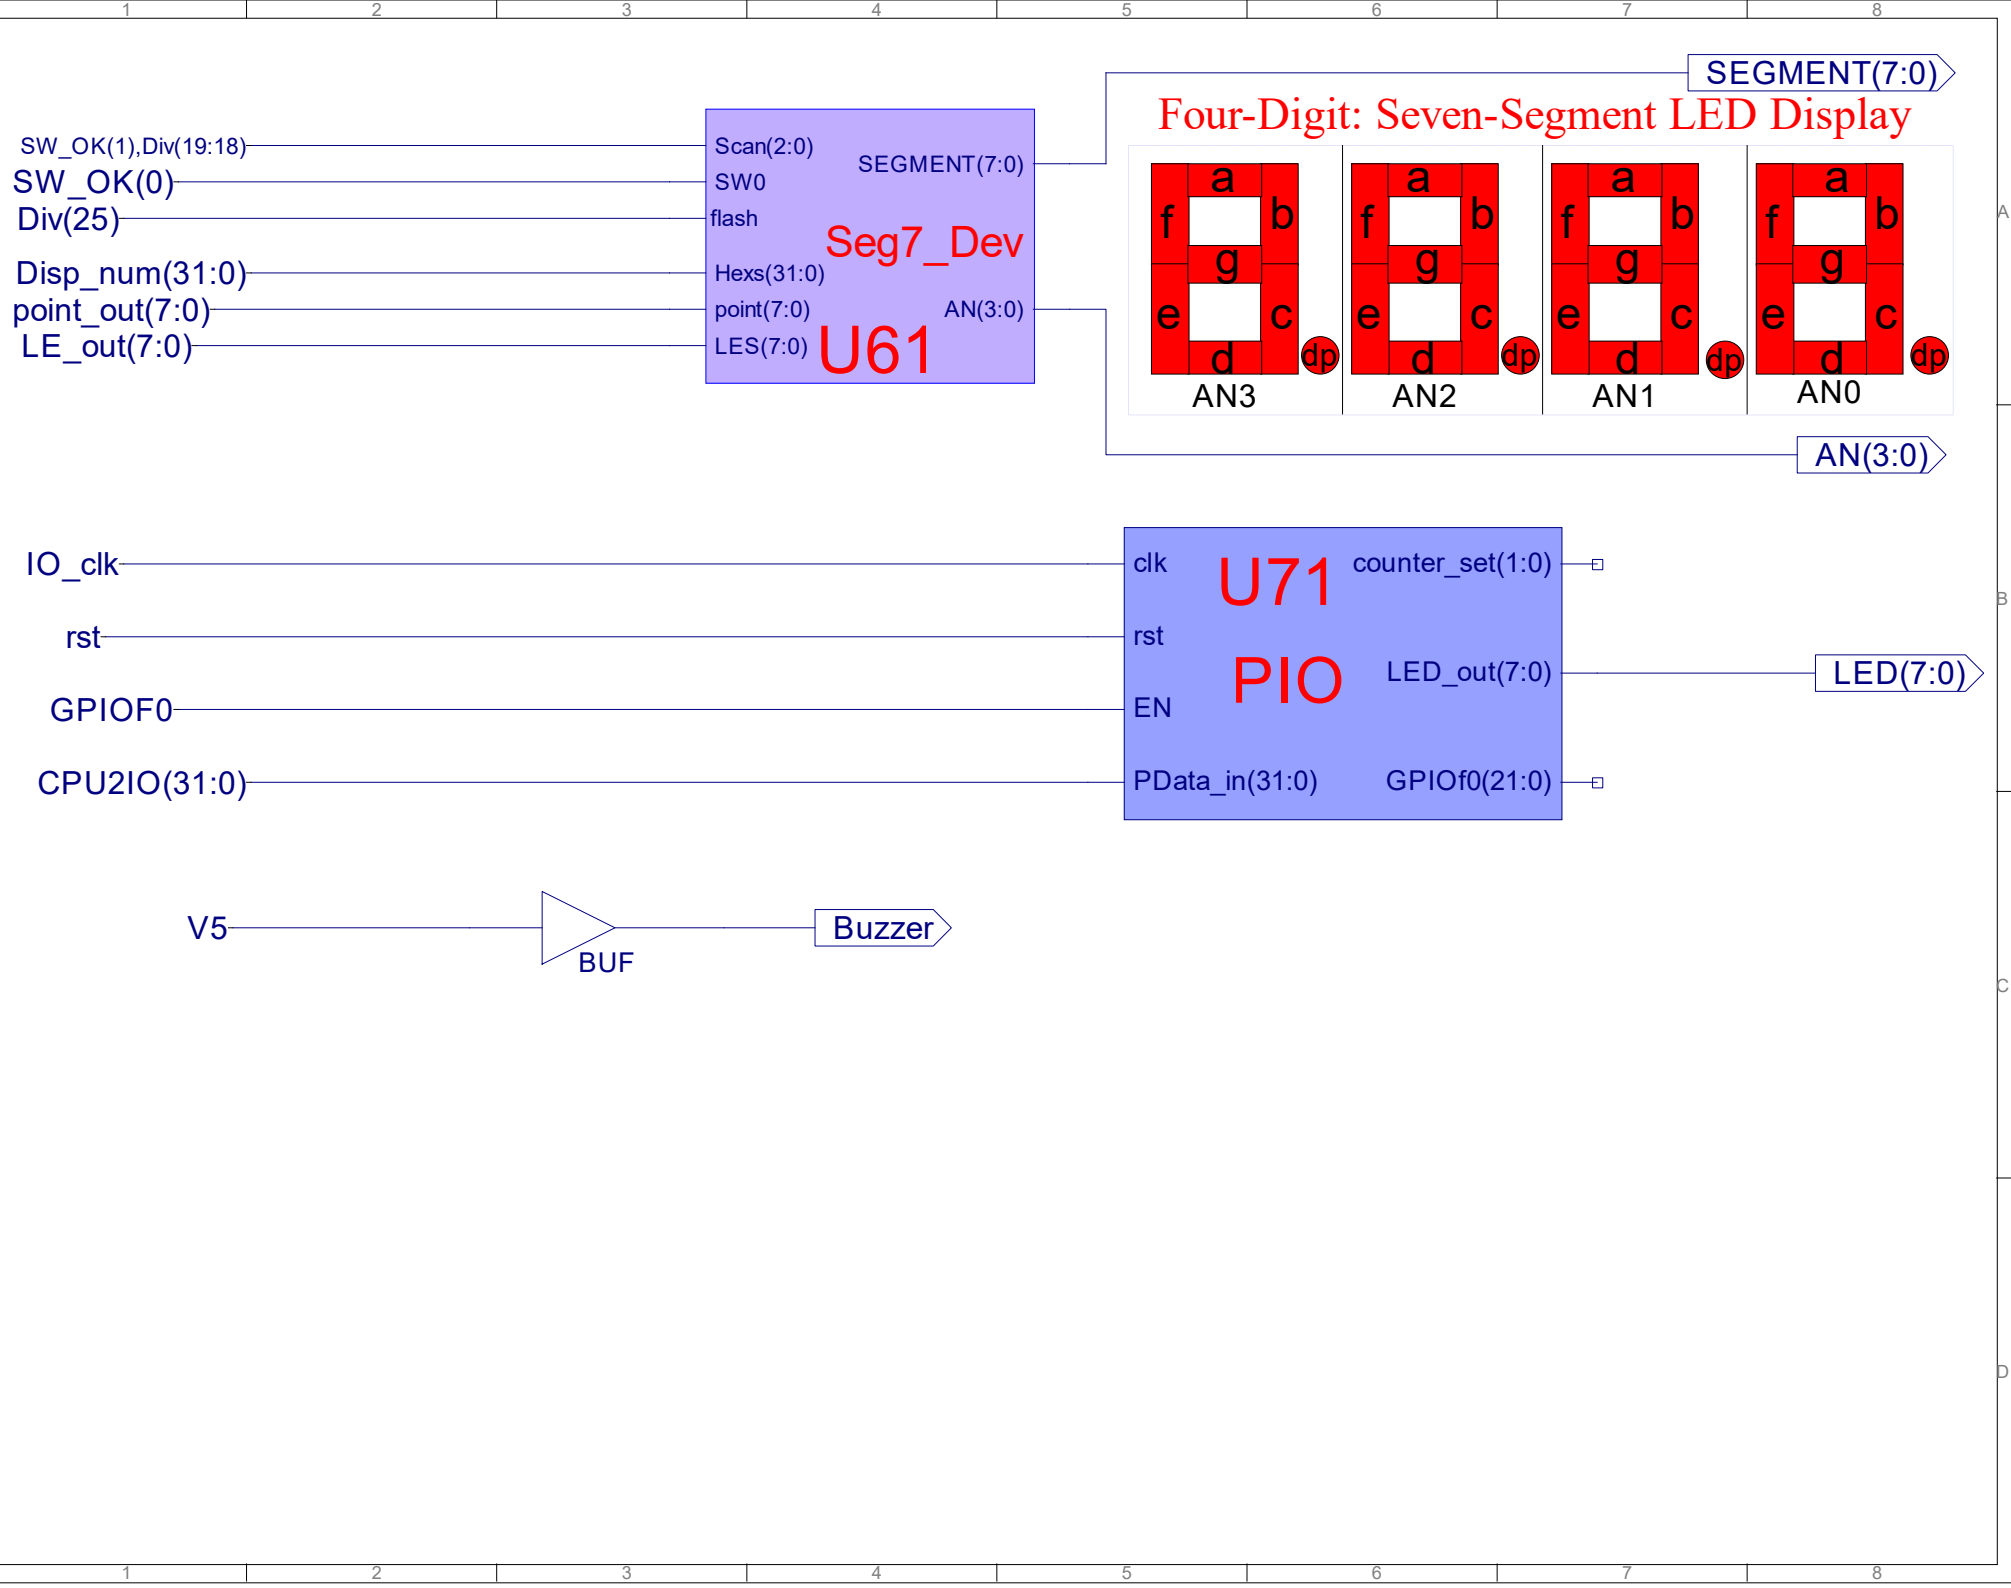 1 2 3 4 5 6 7 8
SEGMENT(7:0)
Four-Digit: Seven-Segment LED Display
SW_OK(1),Div(19:18)
SW_OK(0)
Div(25)
Disp_num(31:0)
point_out(7:0)
LE_out(7:0)
Scan(2:0)
SW0
flash
Hexs(31:0)
point(7:0)
LES(7:0)
SEGMENT(7:0)
Seg7_Dev
AN(3:0)
U61
a
f b
g
e c
d dp
AN3
a
f b
g
e c
d dp
AN2
a
f b
g
e c
d dp
AN1
a
f b
g
e c
d dp
AN0
A
AN(3:0)
IO_clk
rst
GPIOF0
CPU2IO(31:0)
clk
rst
EN
PData_in(31:0)
U71
PIO
counter_set(1:0)
LED_out(7:0)
GPIOf0(21:0)
LED(7:0)
B
V5
BUF
Buzzer
C
D
1 2 3 4 5 6 7 8